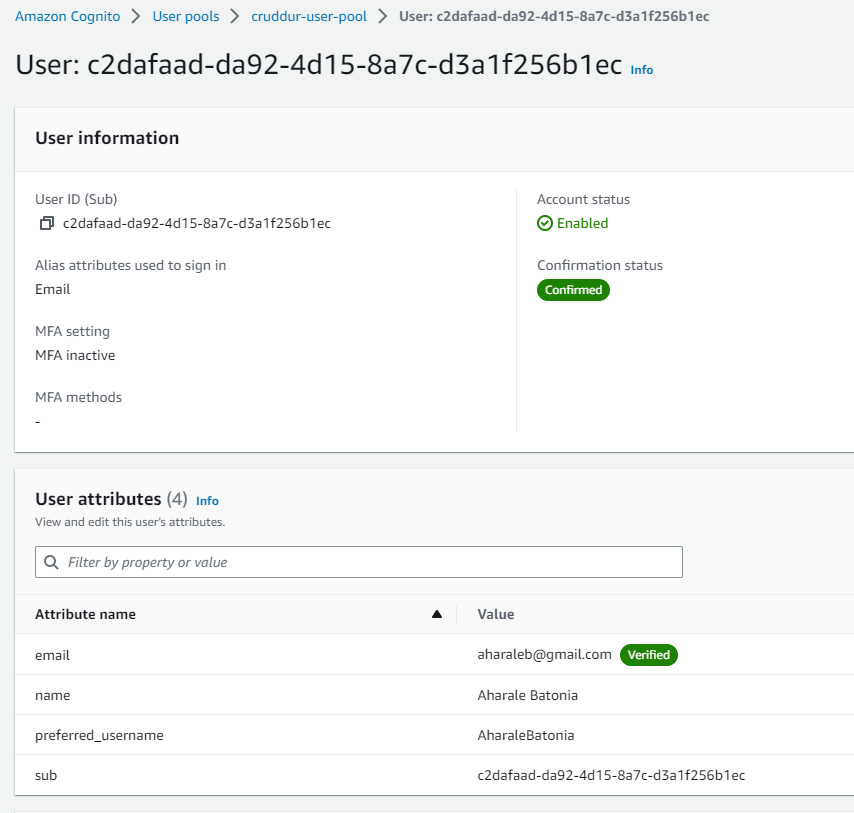 Amazon Cognito > User pools > cruddur-user-pool > User: c2dafaad-da92-4d15-8a7c-d3a1f256b1ec
User: c2dafaad-da92-4d15-8a7c-d3a1f256b1ec Info
User information
User ID (Sub)
c2dafaad-da92-4d15-8a7c-d3a1f256b1ec
Alias attributes used to sign in
Email
MFA setting
MFA inactive
MFA methods
-
Account status
Enabled
Confirmation status
Confirmed
User attributes (4) Info
View and edit this user's attributes.
Filter by property or value
Attribute name Value
email aharaleb@gmail.com Verified
name Aharale Batonia
preferred_username AharaleBatonia
sub c2dafaad-da92-4d15-8a7c-d3a1f256b1ec